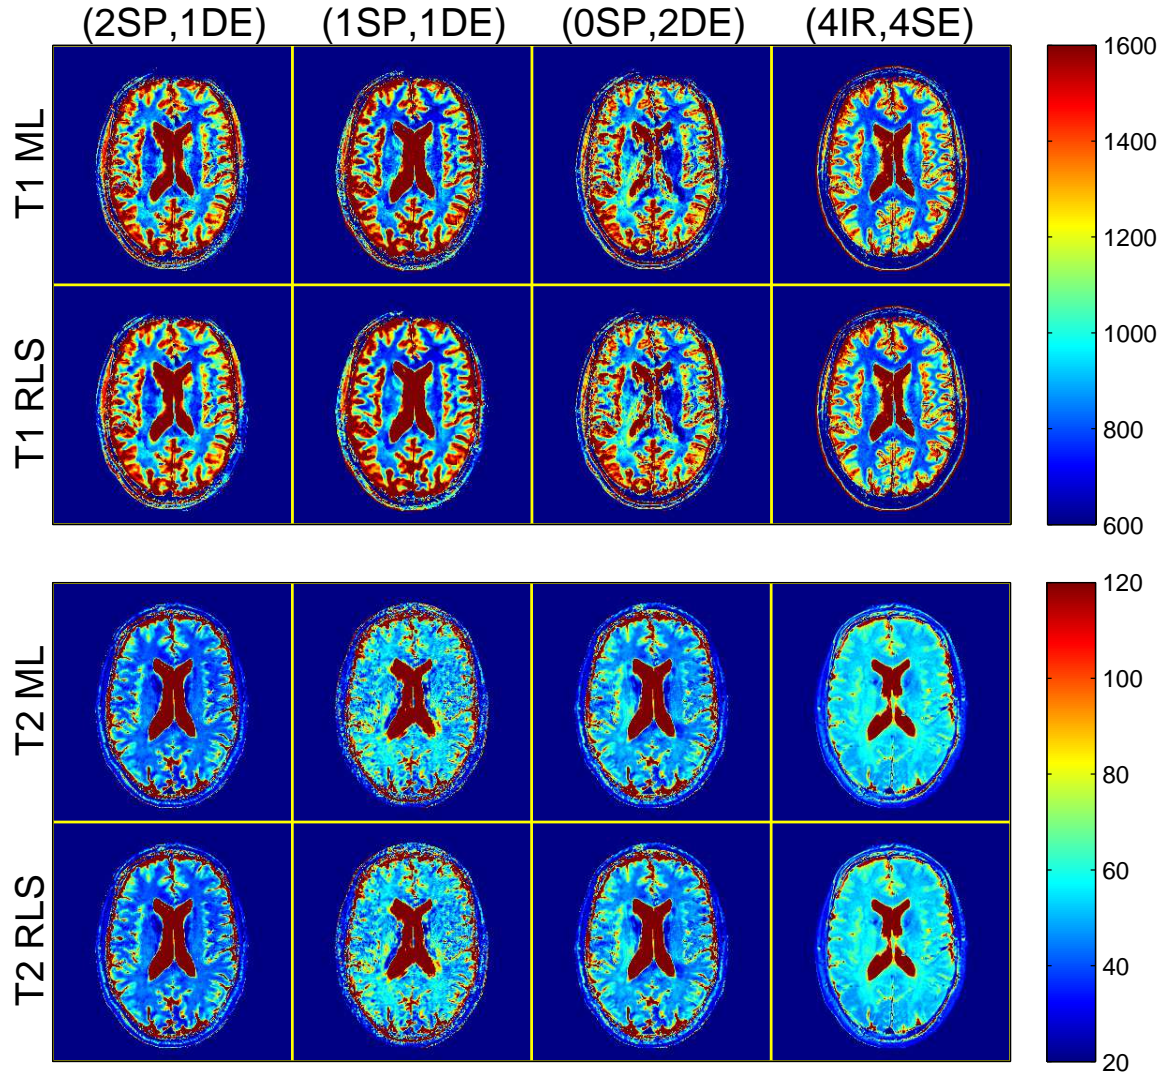 (2SP,1DE) (1SP,1DE) (0SP,2DE) (4IR,4SE)
T1 ML
T1 RLS
1600
1400
1200
1000
800
600
T2 ML
T2 RLS
120
100
80
60
40
20